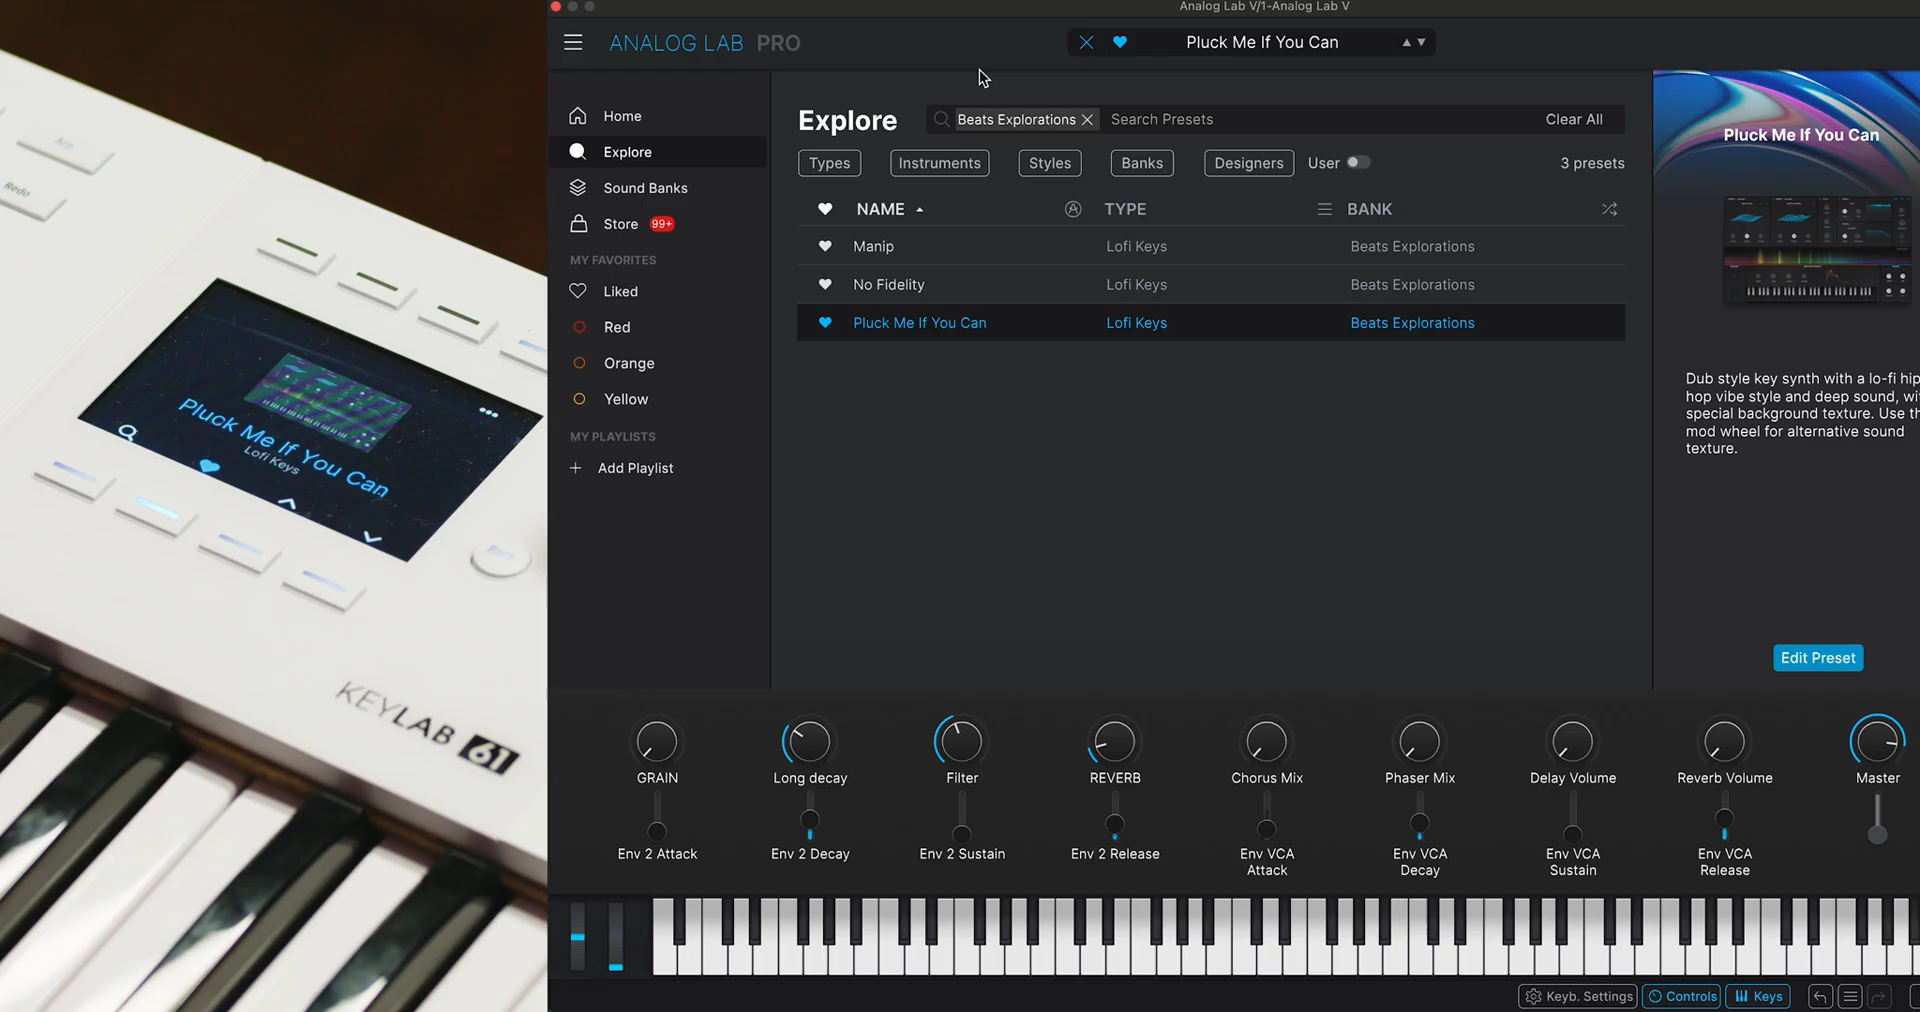 Arp
Redo
Pluck Me If You Can
Lofi Keys
Back
KEYLAB 61
Analog Lab V/1-Analog Lab V
ANALOG LAB PRO
Pluck Me If You Can
Home
Explore
Sound Banks
Store 99+
MY FAVORITES
Liked
Red
Orange
Yellow
MY PLAYLISTS
Add Playlist
Explore
Beats Explorations
Search Presets
Clear All
Types Instruments Styles Banks Designers User 3 presets
NAME TYPE BANK
Manip Lofi Keys Beats Explorations
No Fidelity Lofi Keys Beats Explorations
Pluck Me If You Can Lofi Keys Beats Explorations
Pluck Me If You Can
Dub style key synth with a lo-fi hip
hop vibe style and deep sound, wi
special background texture. Use th
mod wheel for alternative sound
texture.
Edit Preset
GRAIN Long decay Filter REVERB Chorus Mix Phaser Mix Delay Volume Reverb Volume Master
Env 2 Attack Env 2 Decay Env 2 Sustain Env 2 Release Env VCA Env VCA Env VCA Env VCA
Attack Decay Sustain Release
Keyb. Settings Controls Keys